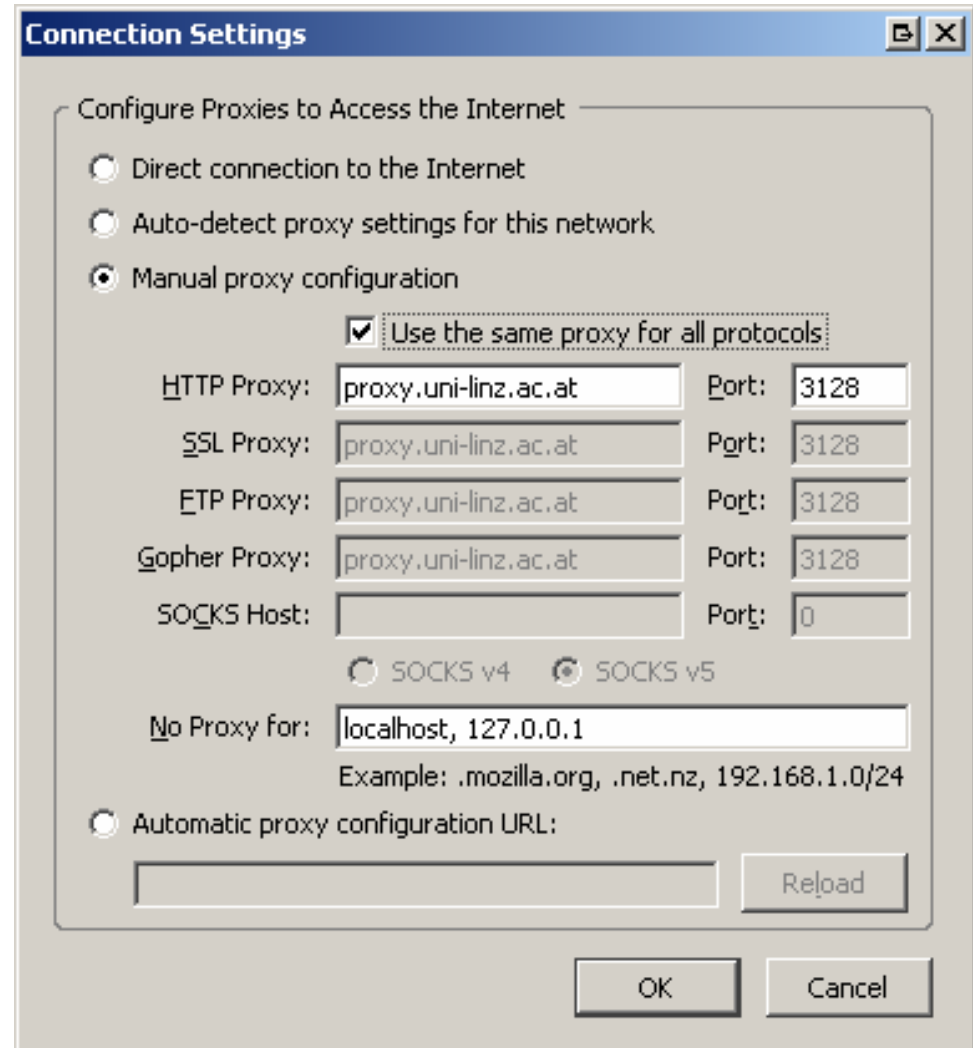 Connection Settings
Configure Proxies to Access the Internet
Direct connection to the Internet
Auto-detect proxy settings for this network
Manual proxy configuration
Use the same proxy for all protocols
HTTP Proxy: proxy.uni-linz.ac.at Port: 3128
SSL Proxy: proxy.uni-linz.ac.at Port: 3128
FTP Proxy: proxy.uni-linz.ac.at Port: 3128
Gopher Proxy: proxy.uni-linz.ac.at Port: 3128
SOCKS Host: Port: 0
SOCKS v4 SOCKS v5
No Proxy for: localhost, 127.0.0.1
Example: .mozilla.org, .net.nz, 192.168.1.0/24
Automatic proxy configuration URL:
Reload
OK Cancel